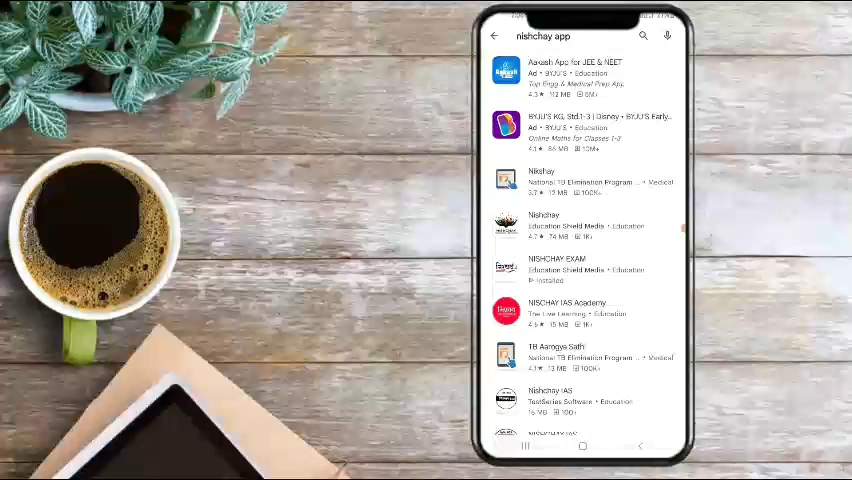 nishchay app
Aakash App for JEE & NEET
Ad • BYJU'S • Education
Top Engg & Medical Prep App
4.3★ 112 MB 5M+
BYJU'S KG, Std.1-3 | Disney • BYJU'S Early..
Ad • BYJU'S • Education
Online Maths for Classes 1-3
4.1★ 86 MB 10M+
Nikshay
National TB Elimination Program ... • Medical
3.7★ 12 MB 100K+
Nishchay
Education Shield Media • Education
4.7★ 74 MB 1K+
NISHCHAY EXAM
Education Shield Media • Education
Installed
NISCHAY IAS Academy
The Live Learning • Education
4.8★ 15 MB 1K+
TB Aarogya Sathi
National TB Elimination Program ... • Medical
4.1★ 13 MB 100K+
Nishchay IAS
TestSeries Software • Education
16 MB 100+